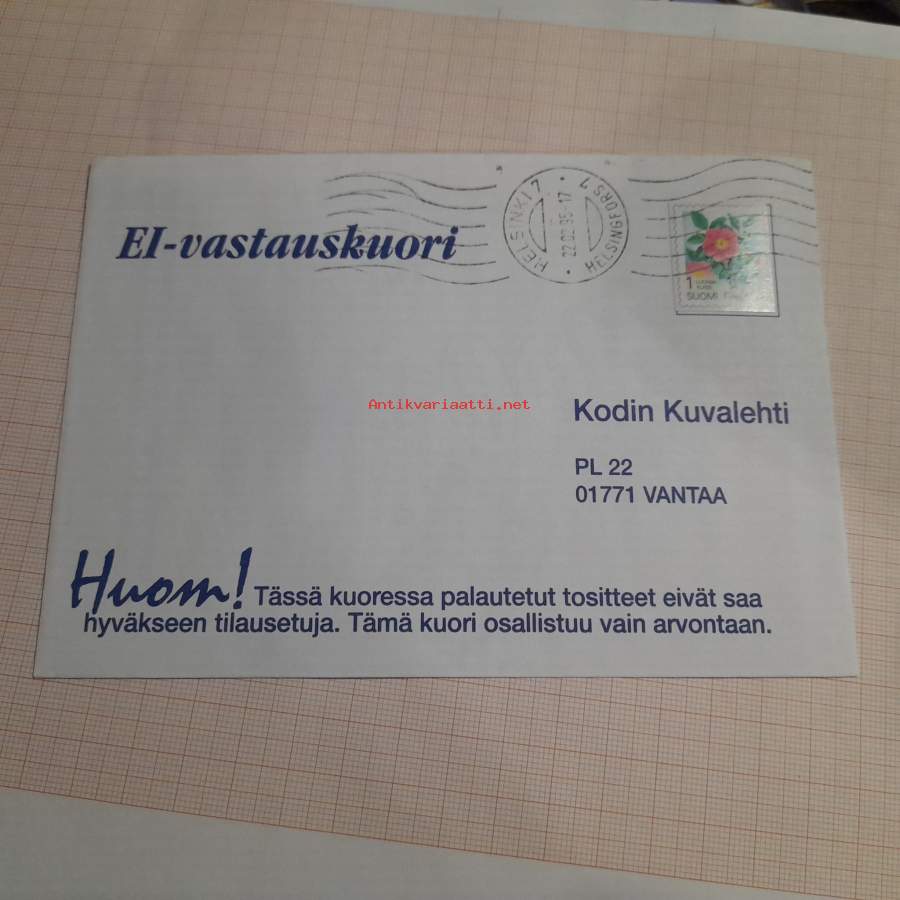 HELSINKI 7
22.02.95-17
HELSINGFORS 7
EI-vastauskuori
1
SUOMI
Antikvariaatti.net
Kodin Kuvalehti
PL 22
01771 VANTAA
Huom! Tässä kuoressa palautetut tositteet eivät saa
hyväkseen tilausetuja. Tämä kuori osallistuu vain arvontaan.